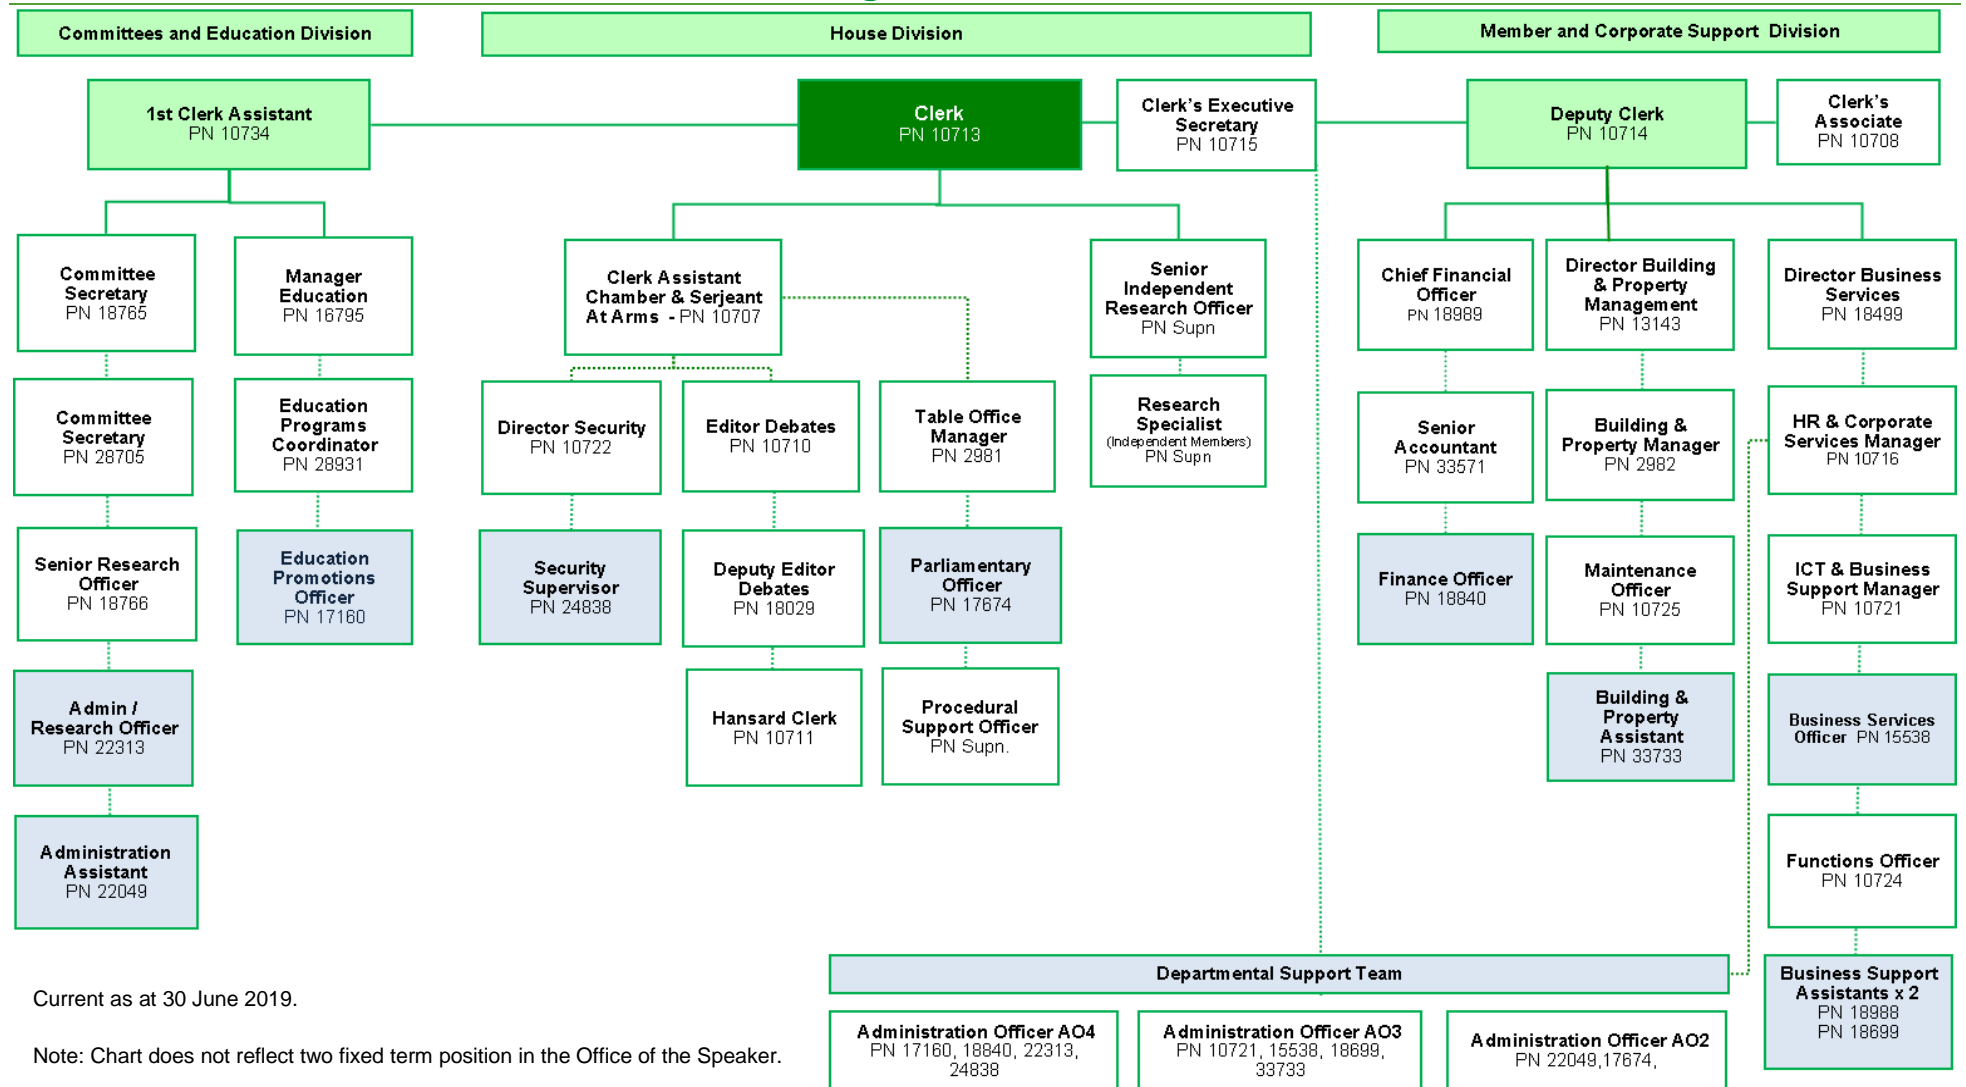 Committees and Education Division
House Division
Member and Corporate Support Division
1st Clerk Assistant
PN 10734
Clerk
PN 10713
Clerk's Executive
Secretary
PN 10715
Deputy Clerk
PN 10714
Clerk's
Associate
PN 10708
Committee
Secretary
PN 18765
Manager
Education
PN 16795
Clerk Assistant
Chamber & Serjeant
At Arms - PN 10707
Senior
Independent
Research Officer
PN Supn
Chief Financial
Officer
PN 18989
Director Building
& Property
Management
PN 13143
Director Business
Services
PN 18499
Committee
Secretary
PN 28705
Education
Programs
Coordinator
PN 28931
Director Security
PN 10722
Editor Debates
PN 10710
Table Office
Manager
PN 2981
Research
Specialist
(Independent Members)
PN Supn
Senior
Accountant
PN 33571
Building &
Property Manager
PN 2982
HR & Corporate
Services Manager
PN 10716
Senior Research
Officer
PN 18766
Education
Promotions
Officer
PN 17160
Security
Supervisor
PN 24838
Deputy Editor
Debates
PN 18029
Parliamentary
Officer
PN 17674
Finance Officer
PN 18840
Maintenance
Officer
PN 10725
ICT & Business
Support Manager
PN 10721
Admin /
Research Officer
PN 22313
Hansard Clerk
PN 10711
Procedural
Support Officer
PN Supn.
Building &
Property
Assistant
PN 33733
Business Services
Officer PN 15538
Administration
Assistant
PN 22049
Functions Officer
PN 10724
Departmental Support Team
Business Support
Assistants x 2
PN 18988
PN 18699
Current as at 30 June 2019.
Note: Chart does not reflect two fixed term position in the Office of the Speaker.
Administration Officer AO4
PN 17160, 18840, 22313,
24838
Administration Officer AO3
PN 10721, 15538, 18699,
33733
Administration Officer AO2
PN 22049,17674,